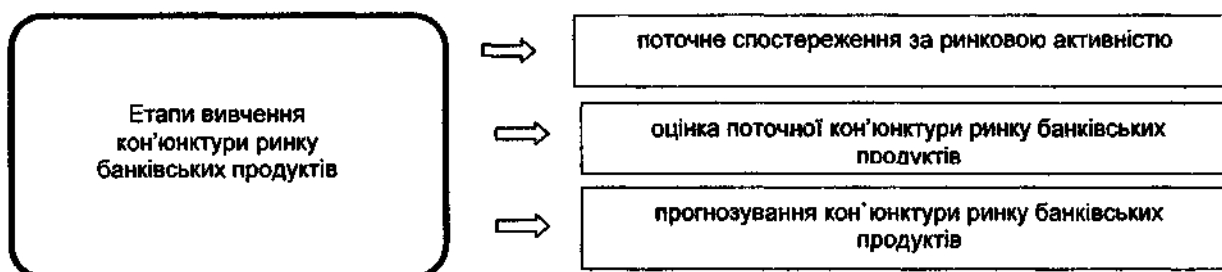 Етапи вивчення
кон'юнктури ринку
банківських продуктів
поточне спостереження за ринковою активністю
оцінка поточної кон'юнктури ринку банківських
продуктів
прогнозування кон'юнктури ринку банківських
продуктів